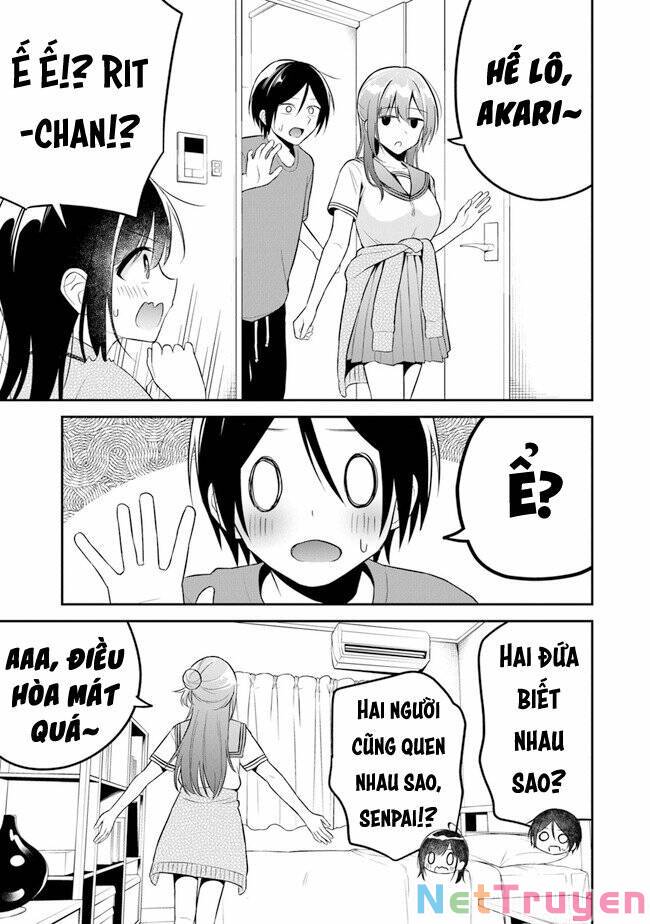 HẾ LÔ,
AKARI~
Ế Ế!? RIT
-CHAN!?
Ể?
HAI ĐỨA
BIẾT
NHAU
SAO?
HAI NGƯỜI
CŨNG QUEN
NHAU SAO,
SENPAI!?
AAA, ĐIỀU
HÒA MÁT
QUÁ~
NetTruyen